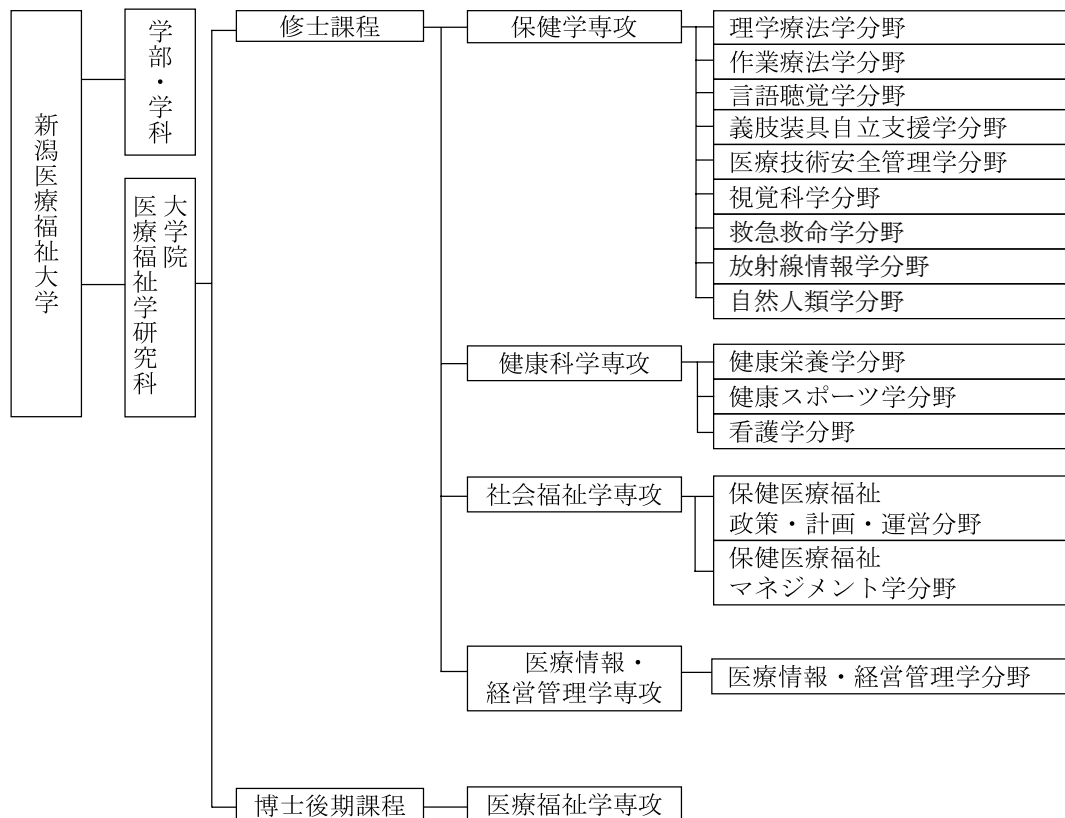 新潟医療福祉大学
学部・学科
大学院
医療福祉学研究科
修士課程
保健学専攻
理学療法学分野
作業療法学分野
言語聴覚学分野
義肢装具自立支援学分野
医療技術安全管理学分野
視覚科学分野
救急救命学分野
放射線情報学分野
自然人類学分野
健康科学専攻
健康栄養学分野
健康スポーツ学分野
看護学分野
社会福祉学専攻
保健医療福祉
政策・計画・運営分野
保健医療福祉
マネジメント学分野
医療情報・
経営管理学専攻
医療情報・経営管理学分野
博士後期課程
医療福祉学専攻